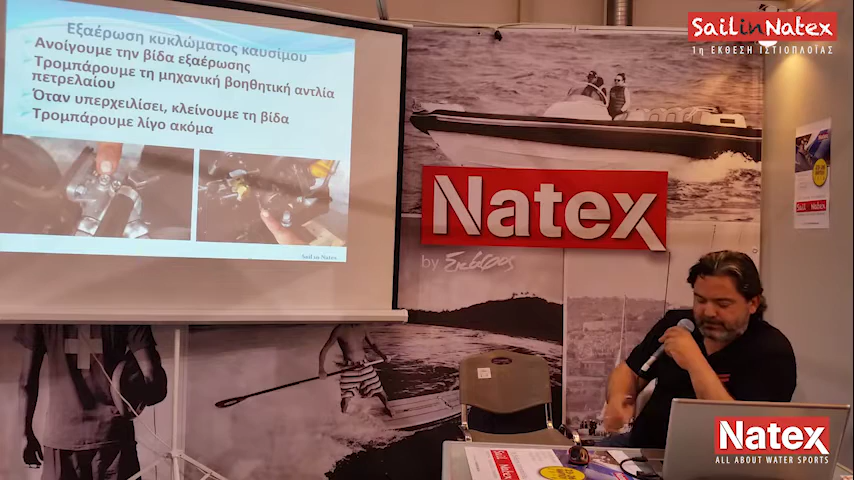 Εξαέρωση κυκλώματος καυσίμου
Ανοίγουμε την βίδα εξαέρωσης
Τρομπάρουμε τη μηχανική βοηθητική αντλία
πετρελαίου
Όταν υπερχειλίσει, κλείνουμε τη βίδα
Τρομπάρουμε λίγο ακόμα
Sail in Natex
SailinNatex
1η ΕΚΘΕΣΗ ΙΣΤΙΟΠΛΟΪΑΣ
Natex
by
Sail
Natex
ALL ABOUT WATER SPORTS